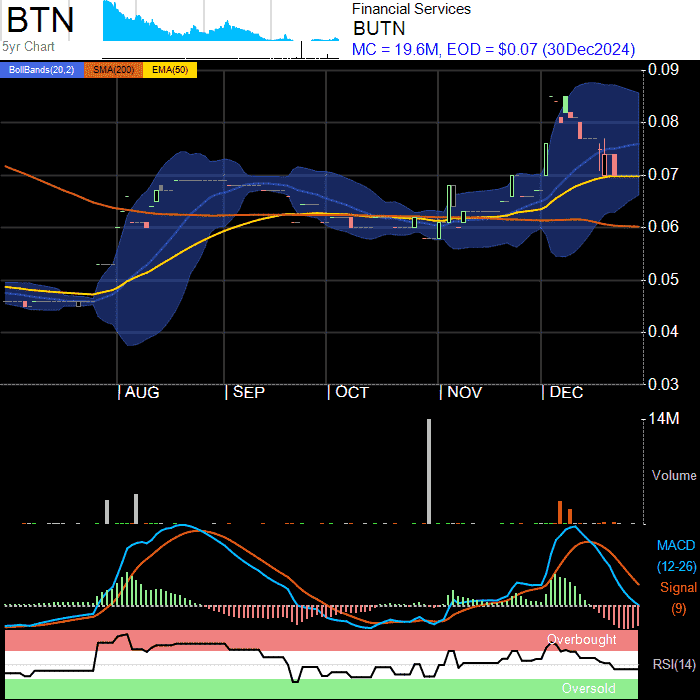 BTN
5yr Chart
Financial Services
BUTN
MC = 19.6M, EOD = $0.07 (30Dec2024)
BollBands(20,2) SMA(200) EMA(50)
0.09
0.08
0.07
0.06
0.05
0.04
0.03
AUG SEP OCT NOV DEC
14M
Volume
MACD
(12-26)
Signal
(9)
Overbought
RSI(14)
Oversold